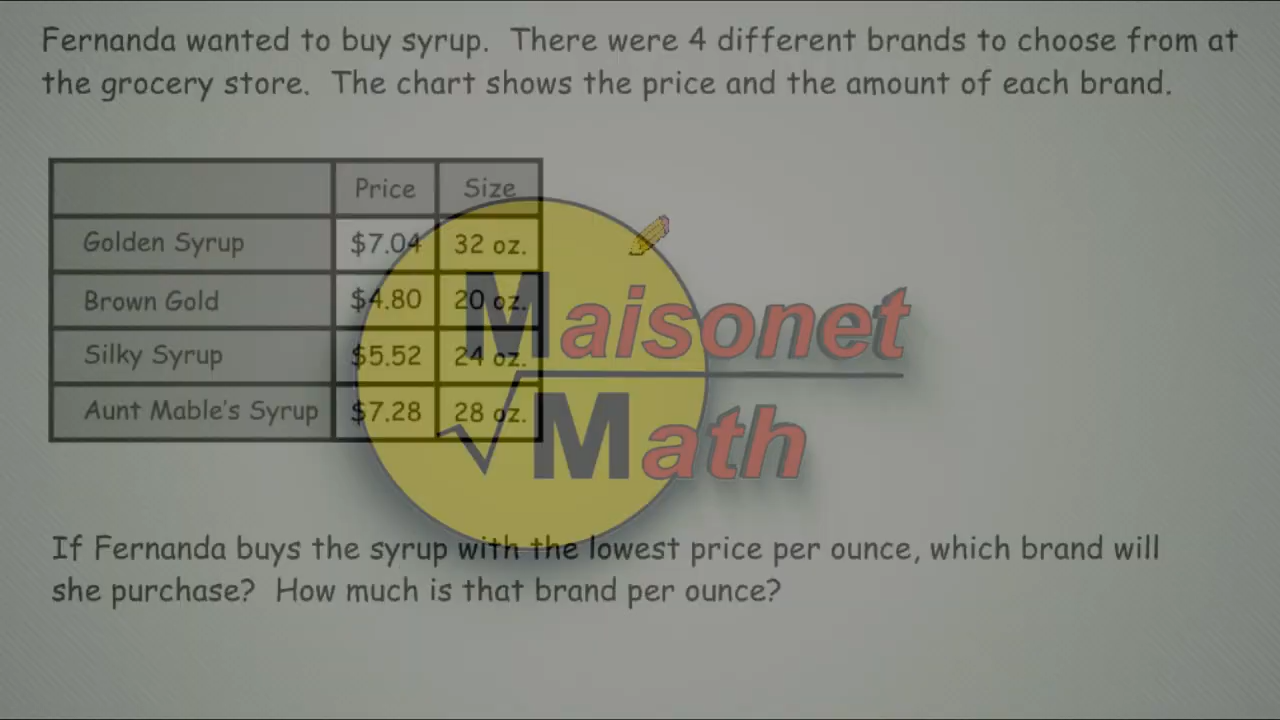 Fernanda wanted to buy syrup. There were 4 different brands to choose from at
the grocery store. The chart shows the price and the amount of each brand.
Price Size
Golden Syrup $7.04 32 oz.
Brown Gold $4.80 20 oz.
Silky Syrup $5.52 24 oz.
Aunt Mable's Syrup $7.28 28 oz.
Maisonet
Math
If Fernanda buys the syrup with the lowest price per ounce, which brand will
she purchase? How much is that brand per ounce?